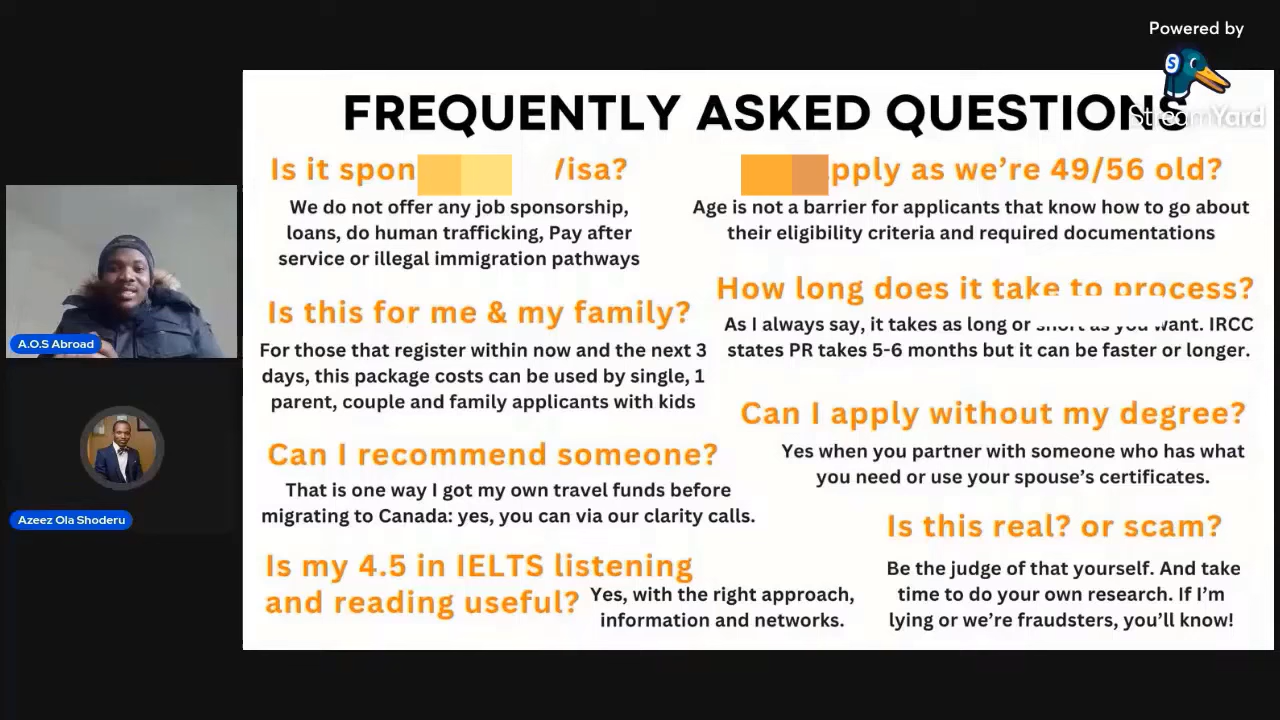 Powered by
StreamYard
FREQUENTLY ASKED QUESTIONS
Is it spon
isa?
We do not offer any job sponsorship,
loans, do human trafficking, Pay after
service or illegal immigration pathways
Is this for me & my family?
For those that register within now and the next 3
days, this package costs can be used by single, 1
parent, couple and family applicants with kids
Can I recommend someone?
That is one way I got my own travel funds before
migrating to Canada: yes, you can via our clarity calls.
Is my 4.5 in IELTS listening
and reading useful?
Yes, with the right approach,
information and networks.
pply as we're 49/56 old?
Age is not a barrier for applicants that know how to go about
their eligibility criteria and required documentations
How long does it take to process?
As I always say, it takes as long or short as you want. IRCC
states PR takes 5-6 months but it can be faster or longer.
Can I apply without my degree?
Yes when you partner with someone who has what
you need or use your spouse's certificates.
Is this real? or scam?
Be the judge of that yourself. And take
time to do your own research. If I'm
lying or we're fraudsters, you'll know!
A.O.S Abroad
Azeez Ola Shoderu